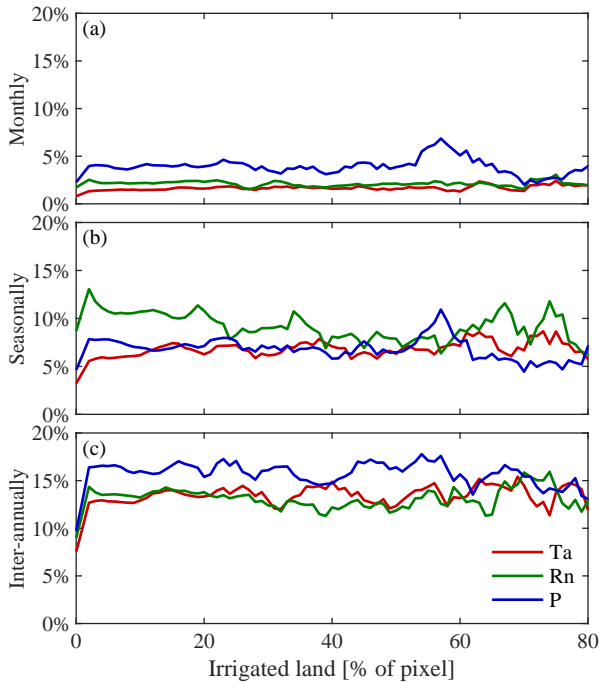 20%
(a)
15%
10%
5%
0%
Monthly
20%
(b)
15%
10%
5%
0%
Seasonally
20%
(c)
15%
10%
5%
0%
Inter-annually
Ta
Rn
P
0
20
40
60
80
Irrigated land [% of pixel]